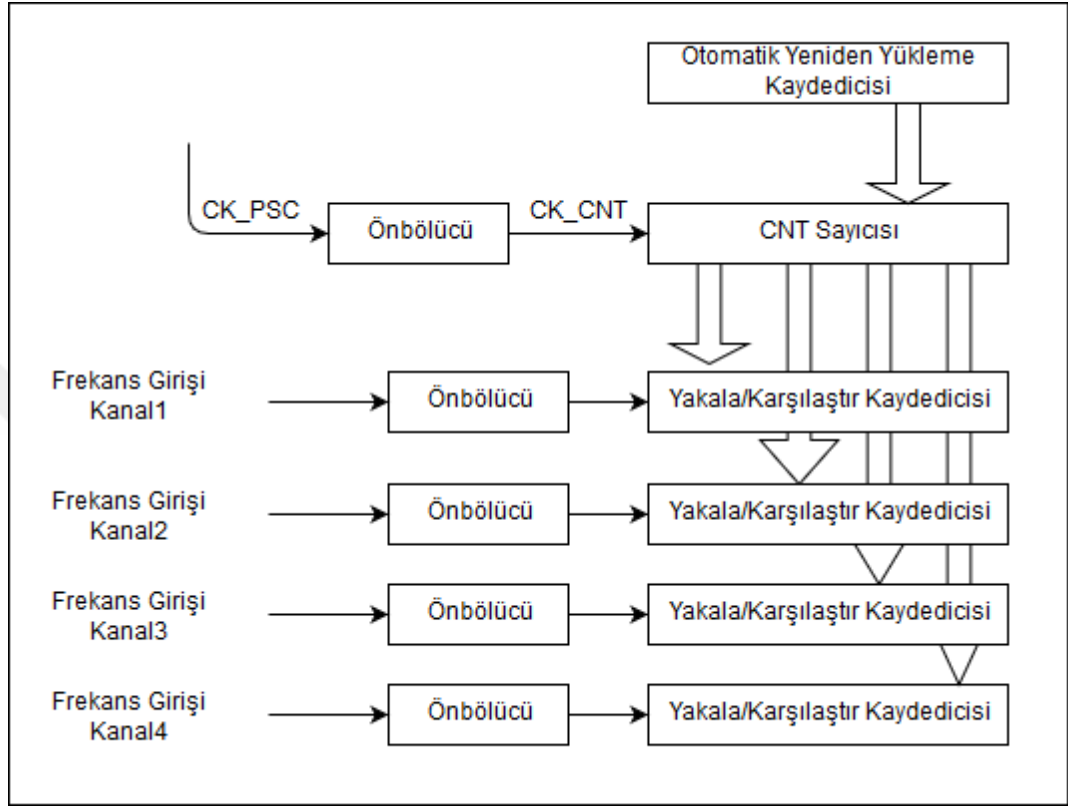 Otomatik Yeniden Yükleme
Kaydedicisi
CK_PSC
Önbölücü
CK_CNT
CNT Sayıcısı
Frekans Girişi
Kanal1
Önbölücü
Yakala/Karşılaştır Kaydedicisi
Frekans Girişi
Kanal2
Önbölücü
Yakala/Karşılaştır Kaydedicisi
Frekans Girişi
Kanal3
Önbölücü
Yakala/Karşılaştır Kaydedicisi
Frekans Girişi
Kanal4
Önbölücü
Yakala/Karşılaştır Kaydedicisi